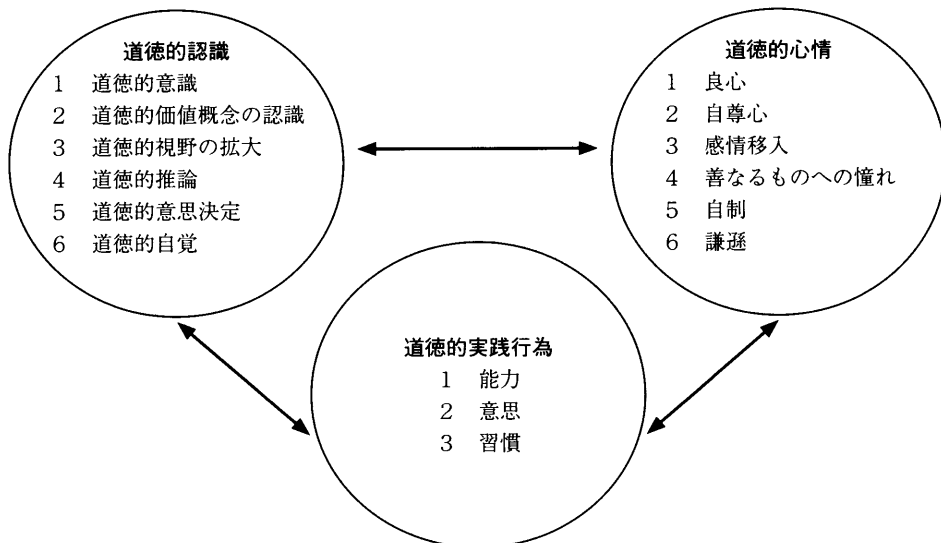 道徳的認識
1 道徳的意識
2 道徳的価値概念の認識
3 道徳的視野の拡大
4 道徳的推論
5 道徳的意思決定
6 道徳的自覚
道徳的心情
1 良心
2 自尊心
3 感情移入
4 善なるものへの憧れ
5 自制
6 謙遜
道徳的実践行為
1 能力
2 意思
3 習慣